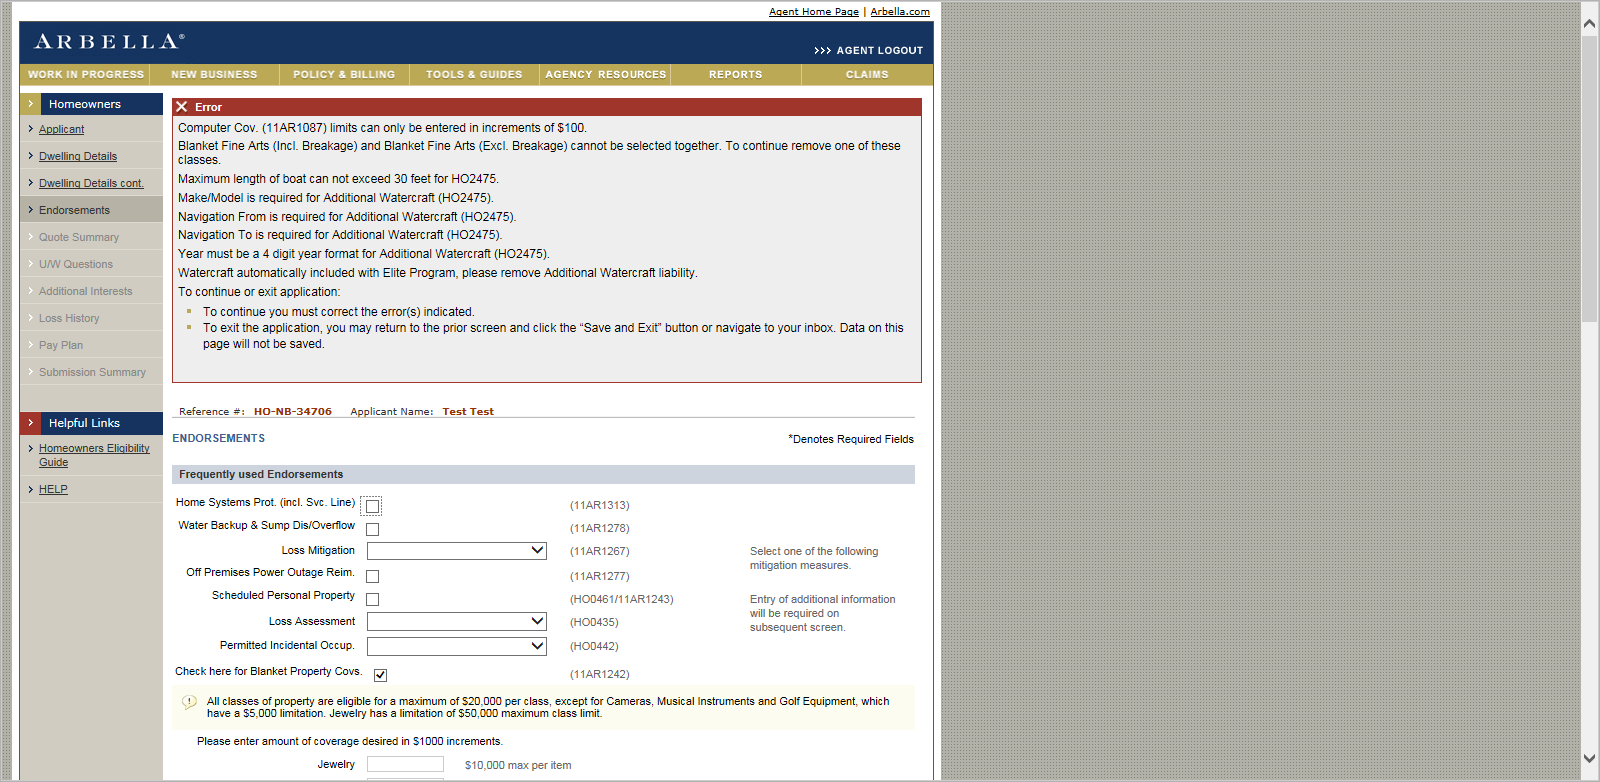 Agent Home Page | Arbella.com
ARBELLA®
>>> AGENT LOGOUT
WORK IN PROGRESS NEW BUSINESS POLICY & BILLING TOOLS & GUIDES AGENCY RESOURCES REPORTS CLAIMS
Homeowners
Applicant
Dwelling Details
Dwelling Details cont.
Endorsements
Quote Summary
U/W Questions
Additional Interests
Loss History
Pay Plan
Submission Summary
Helpful Links
Homeowners Eligibility
Guide
HELP
Error
Computer Cov. (11AR1087) limits can only be entered in increments of $100.
Blanket Fine Arts (Incl. Breakage) and Blanket Fine Arts (Excl. Breakage) cannot be selected together. To continue remove one of these
classes.
Maximum length of boat can not exceed 30 feet for HO2475.
Make/Model is required for Additional Watercraft (HO2475).
Navigation From is required for Additional Watercraft (HO2475).
Navigation To is required for Additional Watercraft (HO2475).
Year must be a 4 digit year format for Additional Watercraft (HO2475).
Watercraft automatically included with Elite Program, please remove Additional Watercraft liability.
To continue or exit application:
To continue you must correct the error(s) indicated.
To exit the application, you may return to the prior screen and click the “Save and Exit” button or navigate to your inbox. Data on this
page will not be saved.
Reference #: HO-NB-34706 Applicant Name: Test Test
ENDORSEMENTS
*Denotes Required Fields
Frequently used Endorsements
Home Systems Prot. (incl. Svc. Line) (11AR1313)
Water Backup & Sump Dis/Overflow (11AR1278)
Loss Mitigation (11AR1267) Select one of the following
mitigation measures.
Off Premises Power Outage Reim. (11AR1277)
Scheduled Personal Property (HO0461/11AR1243) Entry of additional information
will be required on
subsequent screen.
Loss Assessment (HO0435)
Permitted Incidental Occup. (HO0442)
Check here for Blanket Property Covs. (11AR1242)
All classes of property are eligible for a maximum of $20,000 per class, except for Cameras, Musical Instruments and Golf Equipment, which
have a $5,000 limitation. Jewelry has a limitation of $50,000 maximum class limit.
Please enter amount of coverage desired in $1000 increments.
Jewelry $10,000 max per item